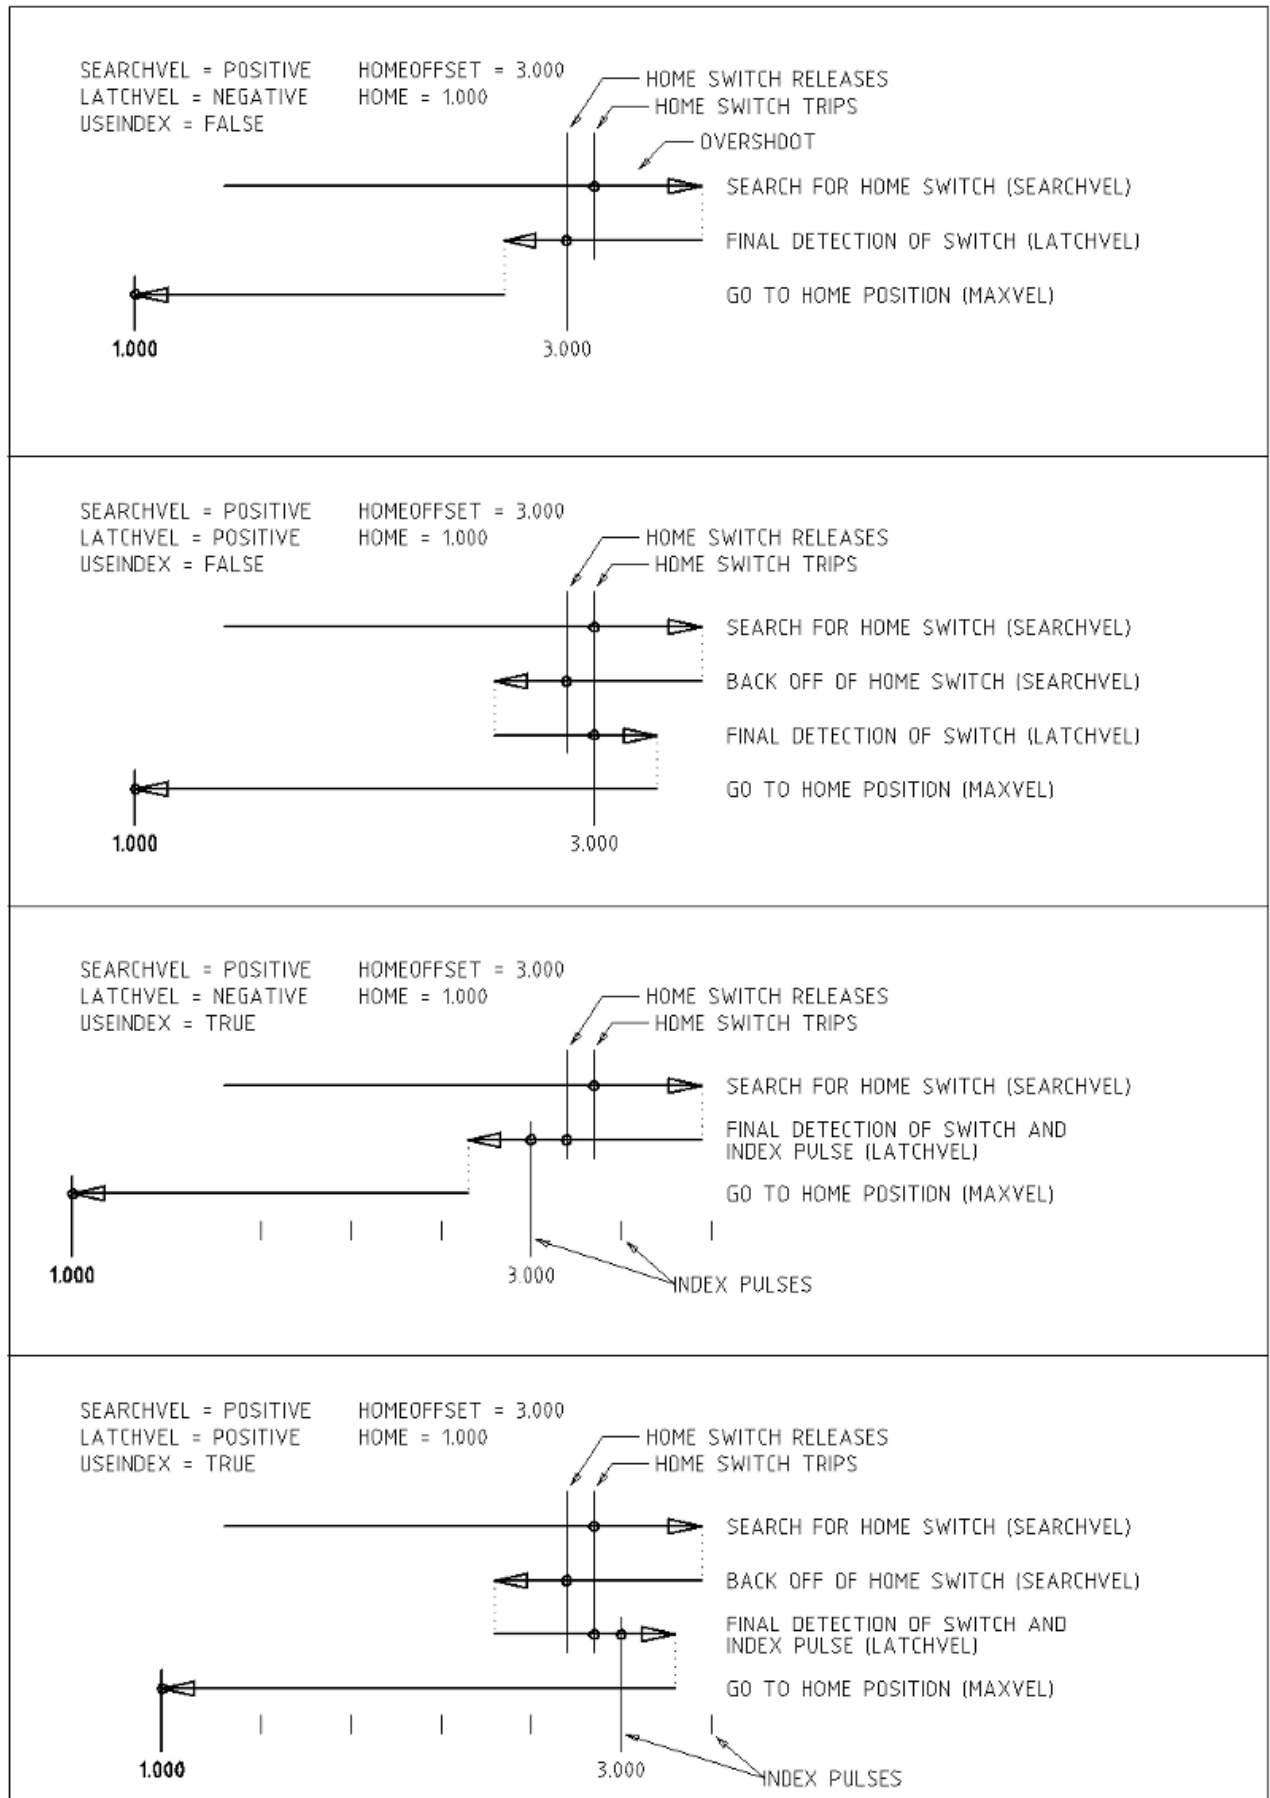 SEARCHVEL = POSITIVE HOMEOFFSET = 3.000
LATCHVEL = NEGATIVE HOME = 1.000
USEINDEX = FALSE
HOME SWITCH RELEASES
HOME SWITCH TRIPS
OVERSHOOT
SEARCH FOR HOME SWITCH (SEARCHVEL)
FINAL DETECTION OF SWITCH (LATCHVEL)
GO TO HOME POSITION (MAXVEL)
1.000 3.000
SEARCHVEL = POSITIVE HOMEOFFSET = 3.000
LATCHVEL = POSITIVE HOME = 1.000
USEINDEX = FALSE
HOME SWITCH RELEASES
HOME SWITCH TRIPS
SEARCH FOR HOME SWITCH (SEARCHVEL)
BACK OFF OF HOME SWITCH (SEARCHVEL)
FINAL DETECTION OF SWITCH (LATCHVEL)
GO TO HOME POSITION (MAXVEL)
1.000 3.000
SEARCHVEL = POSITIVE HOMEOFFSET = 3.000
LATCHVEL = NEGATIVE HOME = 1.000
USEINDEX = TRUE
HOME SWITCH RELEASES
HOME SWITCH TRIPS
SEARCH FOR HOME SWITCH (SEARCHVEL)
FINAL DETECTION OF SWITCH AND
INDEX PULSE (LATCHVEL)
GO TO HOME POSITION (MAXVEL)
1.000 3.000
INDEX PULSES
SEARCHVEL = POSITIVE HOMEOFFSET = 3.000
LATCHVEL = POSITIVE HOME = 1.000
USEINDEX = TRUE
HOME SWITCH RELEASES
HOME SWITCH TRIPS
SEARCH FOR HOME SWITCH (SEARCHVEL)
BACK OFF OF HOME SWITCH (SEARCHVEL)
FINAL DETECTION OF SWITCH AND
INDEX PULSE (LATCHVEL)
GO TO HOME POSITION (MAXVEL)
1.000 3.000
INDEX PULSES